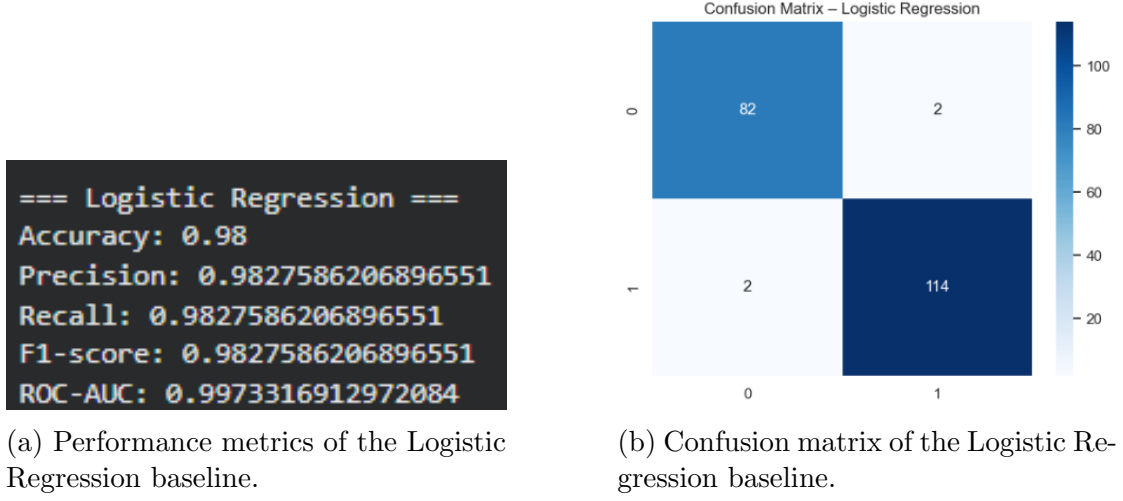 === Logistic Regression ===
Accuracy: 0.98
Precision: 0.9827586206896551
Recall: 0.9827586206896551
F1-score: 0.9827586206896551
ROC-AUC: 0.9973316912972084
(a) Performance metrics of the Logistic
Regression baseline.
Confusion Matrix – Logistic Regression
0
82
2
1
2
114
0
1
100
80
60
40
20
(b) Confusion matrix of the Logistic Re-
gression baseline.